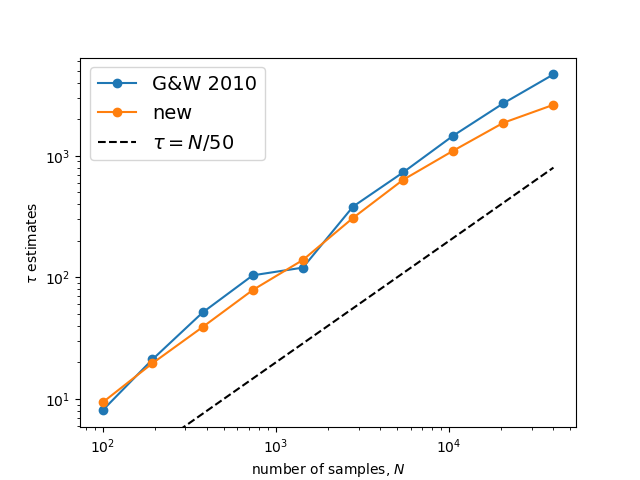 G&W 2010
new
τ = N/50
10³
10²
10¹
τ estimates
10² 10³ 10⁴
number of samples, N